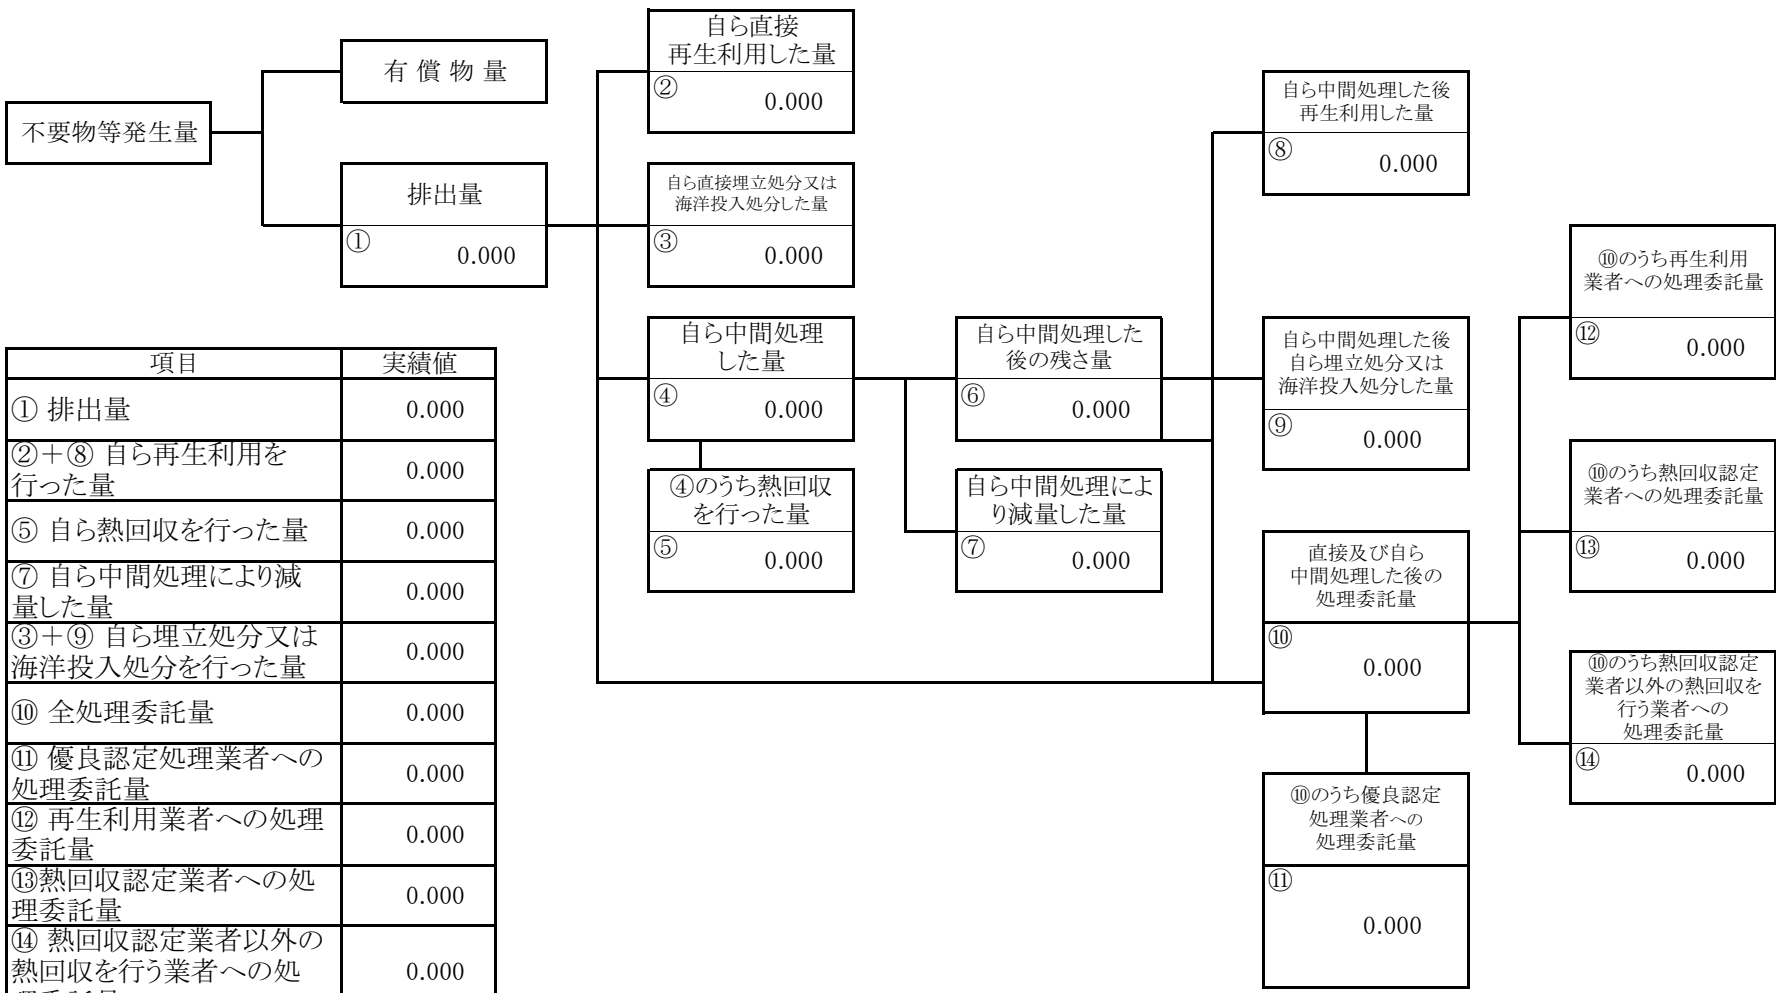 不要物等発生量
有 償 物 量
排出量
①
0.000
自ら直接
再生利用した量
②
0.000
自ら直接埋立処分又は
海洋投入処分した量
③
0.000
自ら中間処理
した量
④
0.000
④のうち熱回収
を行った量
⑤
0.000
自ら中間処理した
後の残さ量
⑥
0.000
自ら中間処理によ
り減量した量
⑦
0.000
自ら中間処理した後
再生利用した量
⑧
0.000
自ら中間処理した後
自ら埋立処分又は
海洋投入処分した量
⑨
0.000
直接及び自ら
中間処理した後の
処理委託量
⑩
0.000
⑩のうち優良認定
処理業者への
処理委託量
⑪
0.000
⑩のうち再生利用
業者への処理委託量
⑫
0.000
⑩のうち熱回収認定
業者への処理委託量
⑬
0.000
⑩のうち熱回収認定
業者以外の熱回収を
行う業者への
処理委託量
⑭
0.000
項目 実績値
① 排出量 0.000
②＋⑧ 自ら再生利用を
行った量
0.000
⑤ 自ら熱回収を行った量 0.000
⑦ 自ら中間処理により減
量した量
0.000
③＋⑨ 自ら埋立処分又は
海洋投入処分を行った量
0.000
⑩ 全処理委託量 0.000
⑪ 優良認定処理業者への
処理委託量
0.000
⑫ 再生利用業者への処理
委託量
0.000
⑬熱回収認定業者への処
理委託量
0.000
⑭ 熱回収認定業者以外の
熱回収を行う業者への処
0.000